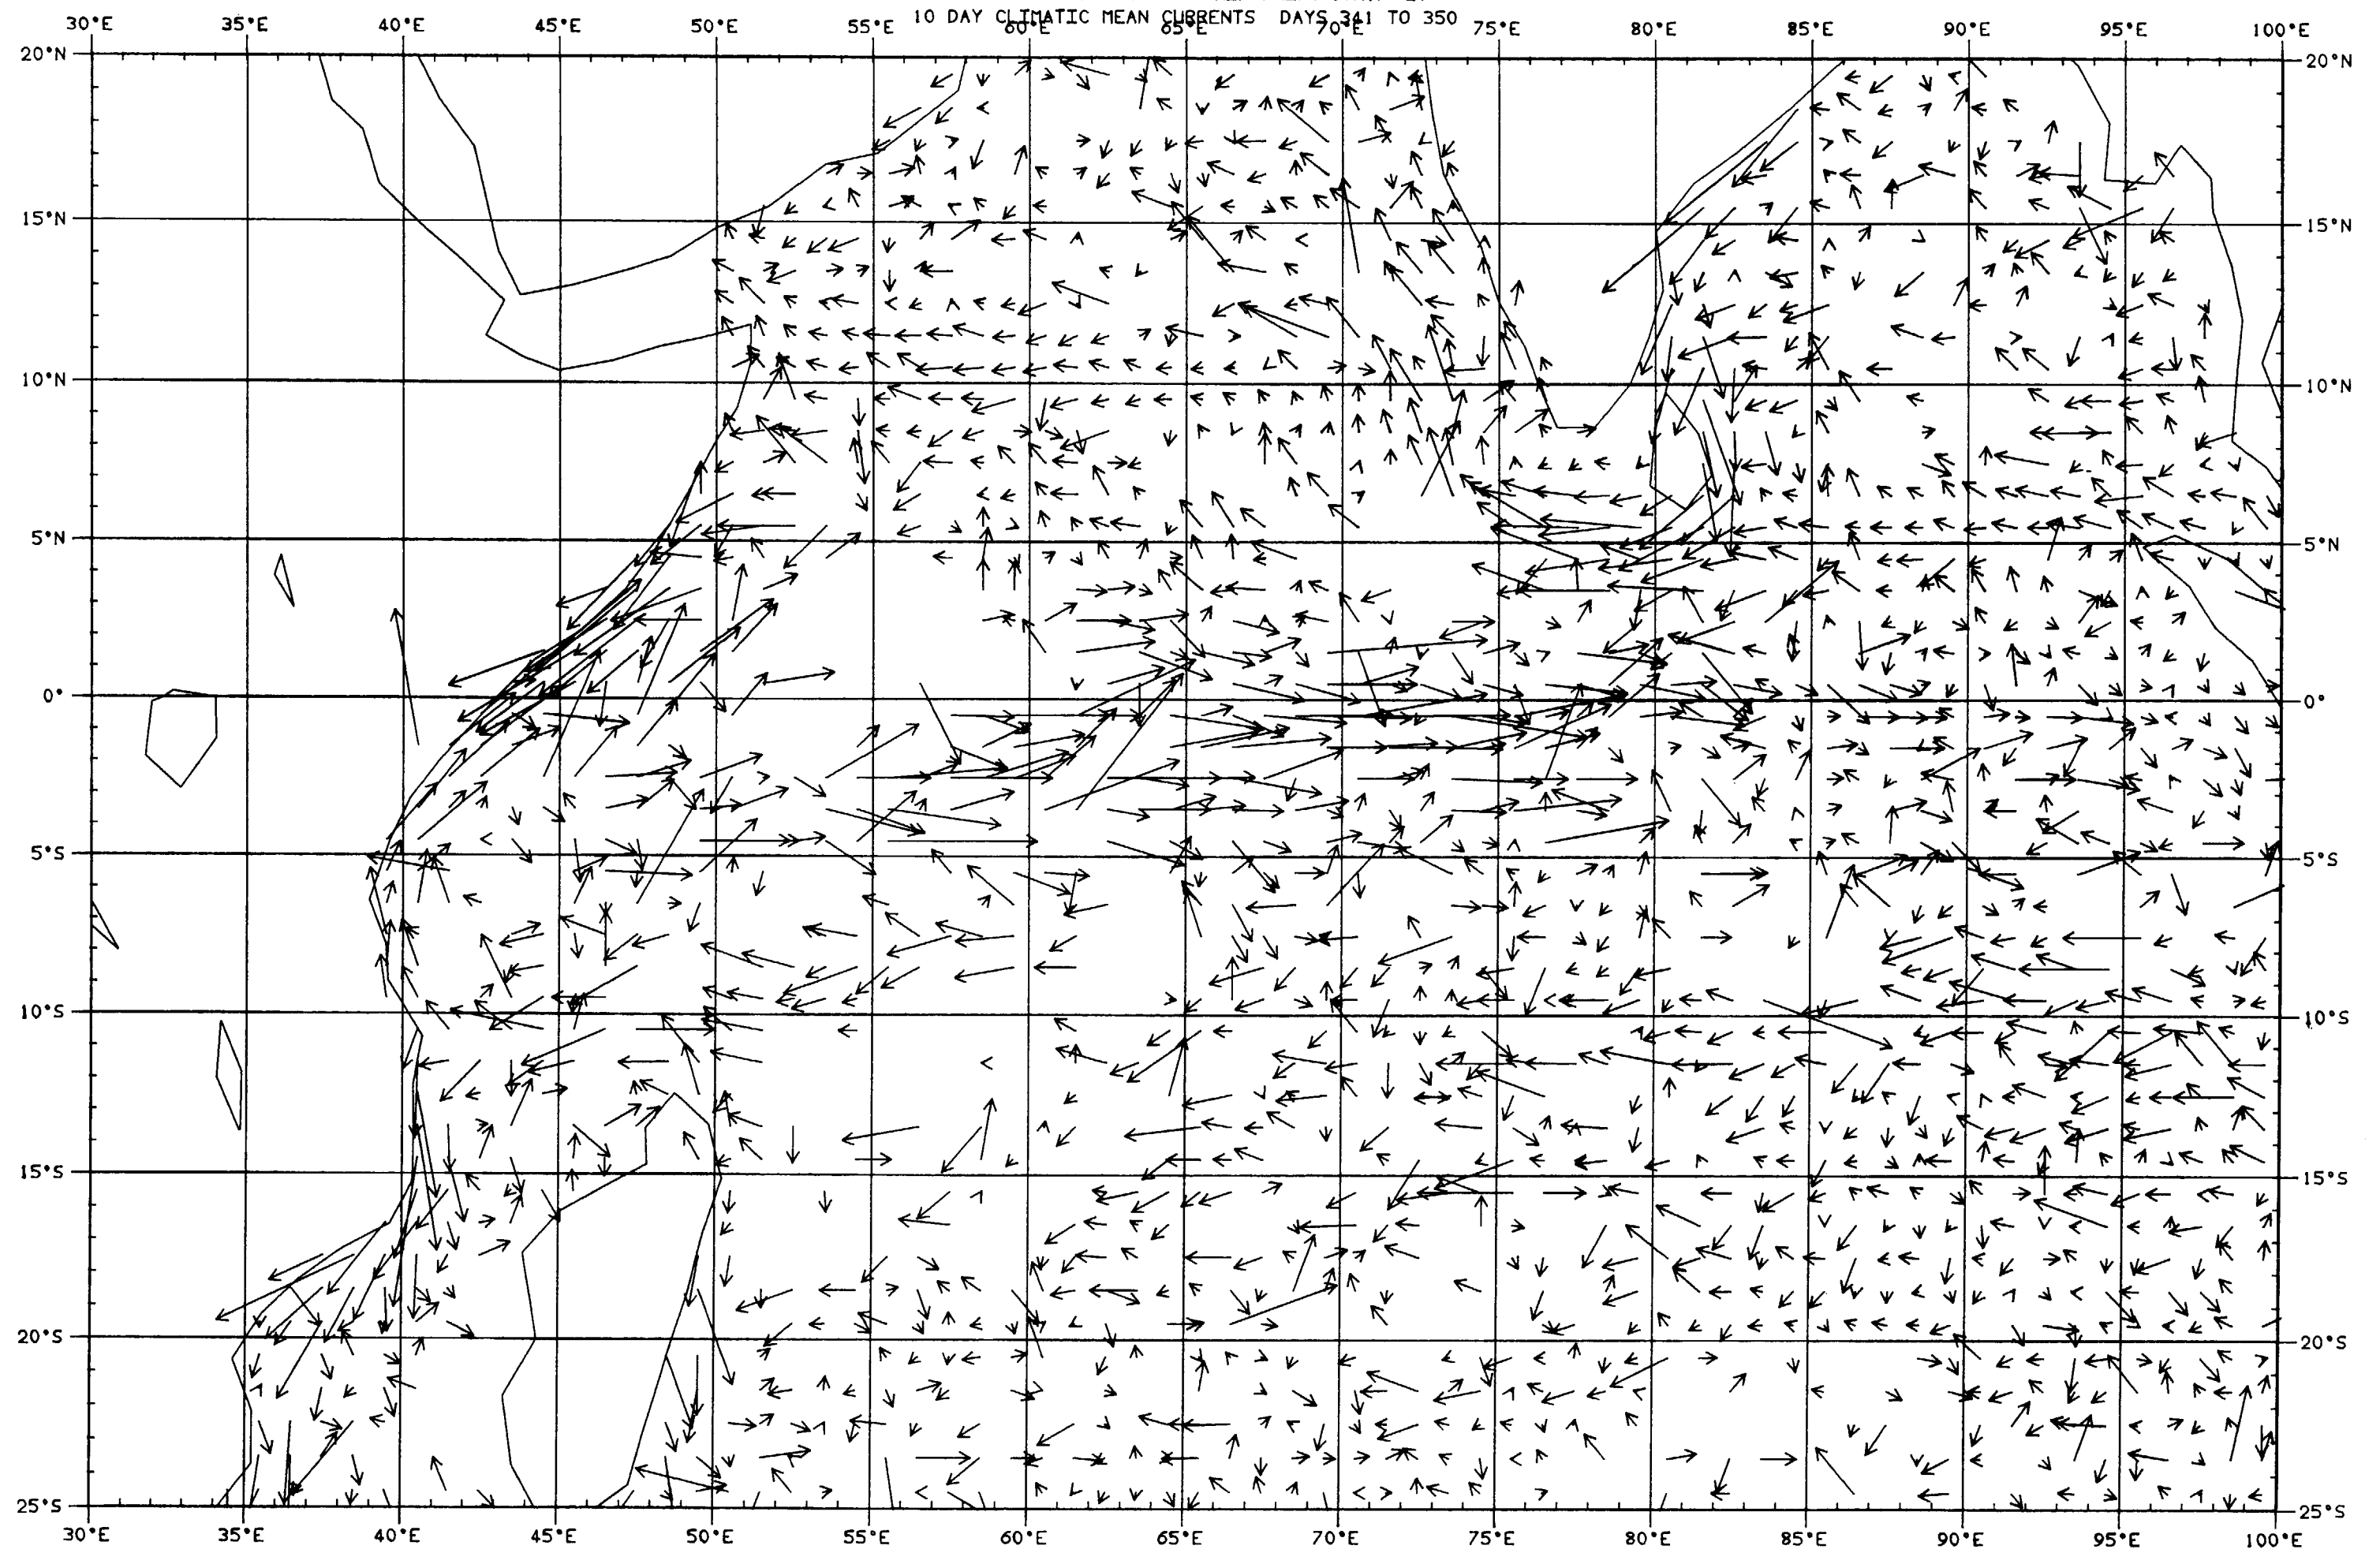 10 DAY CLIMATIC MEAN CURRENTS DAYS 341 TO 350
30°E 35°E 40°E 45°E 50°E 55°E 60°E 65°E 70°E 75°E 80°E 85°E 90°E 95°E 100°E
20°N 20°N
15°N 15°N
10°N 10°N
5°N 5°N
0° 0°
5°S 5°S
10°S 10°S
15°S 15°S
20°S 20°S
25°S 25°S
30°E 35°E 40°E 45°E 50°E 55°E 60°E 65°E 70°E 75°E 80°E 85°E 90°E 95°E 100°E